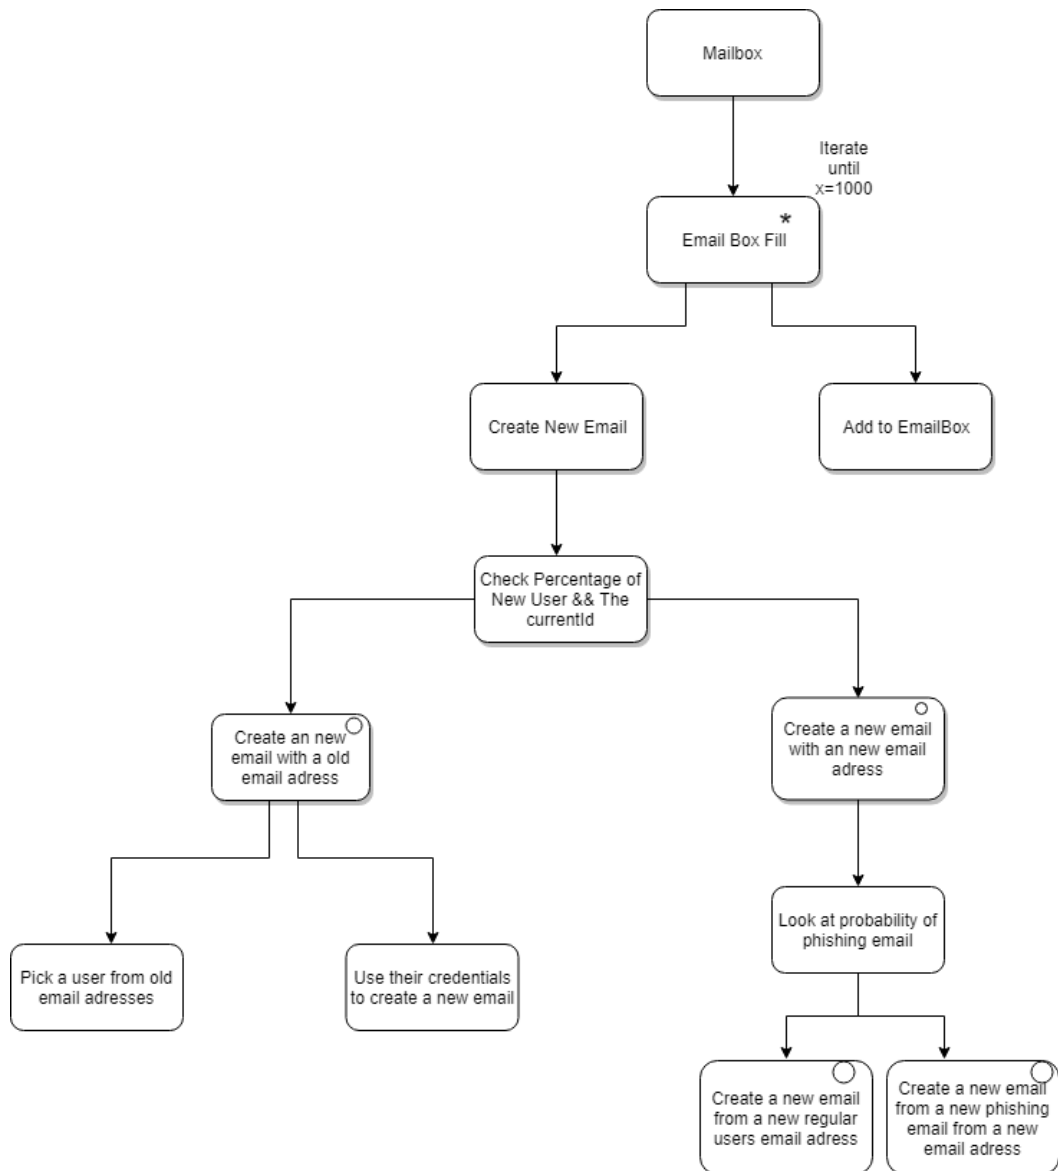 Mailbox
Iterate
until
x=1000
*
Email Box Fill
Create New Email
Add to EmailBox
Check Percentage of
New User && The
currentId
Create an new
email with a old
email adress
Create a new email
with an new email
adress
Look at probability of
phishing email
Pick a user from old
email adresses
Use their credentials
to create a new email
Create a new email
from a new regular
users email adress
Create a new email
from a new phishing
email from a new
email adress